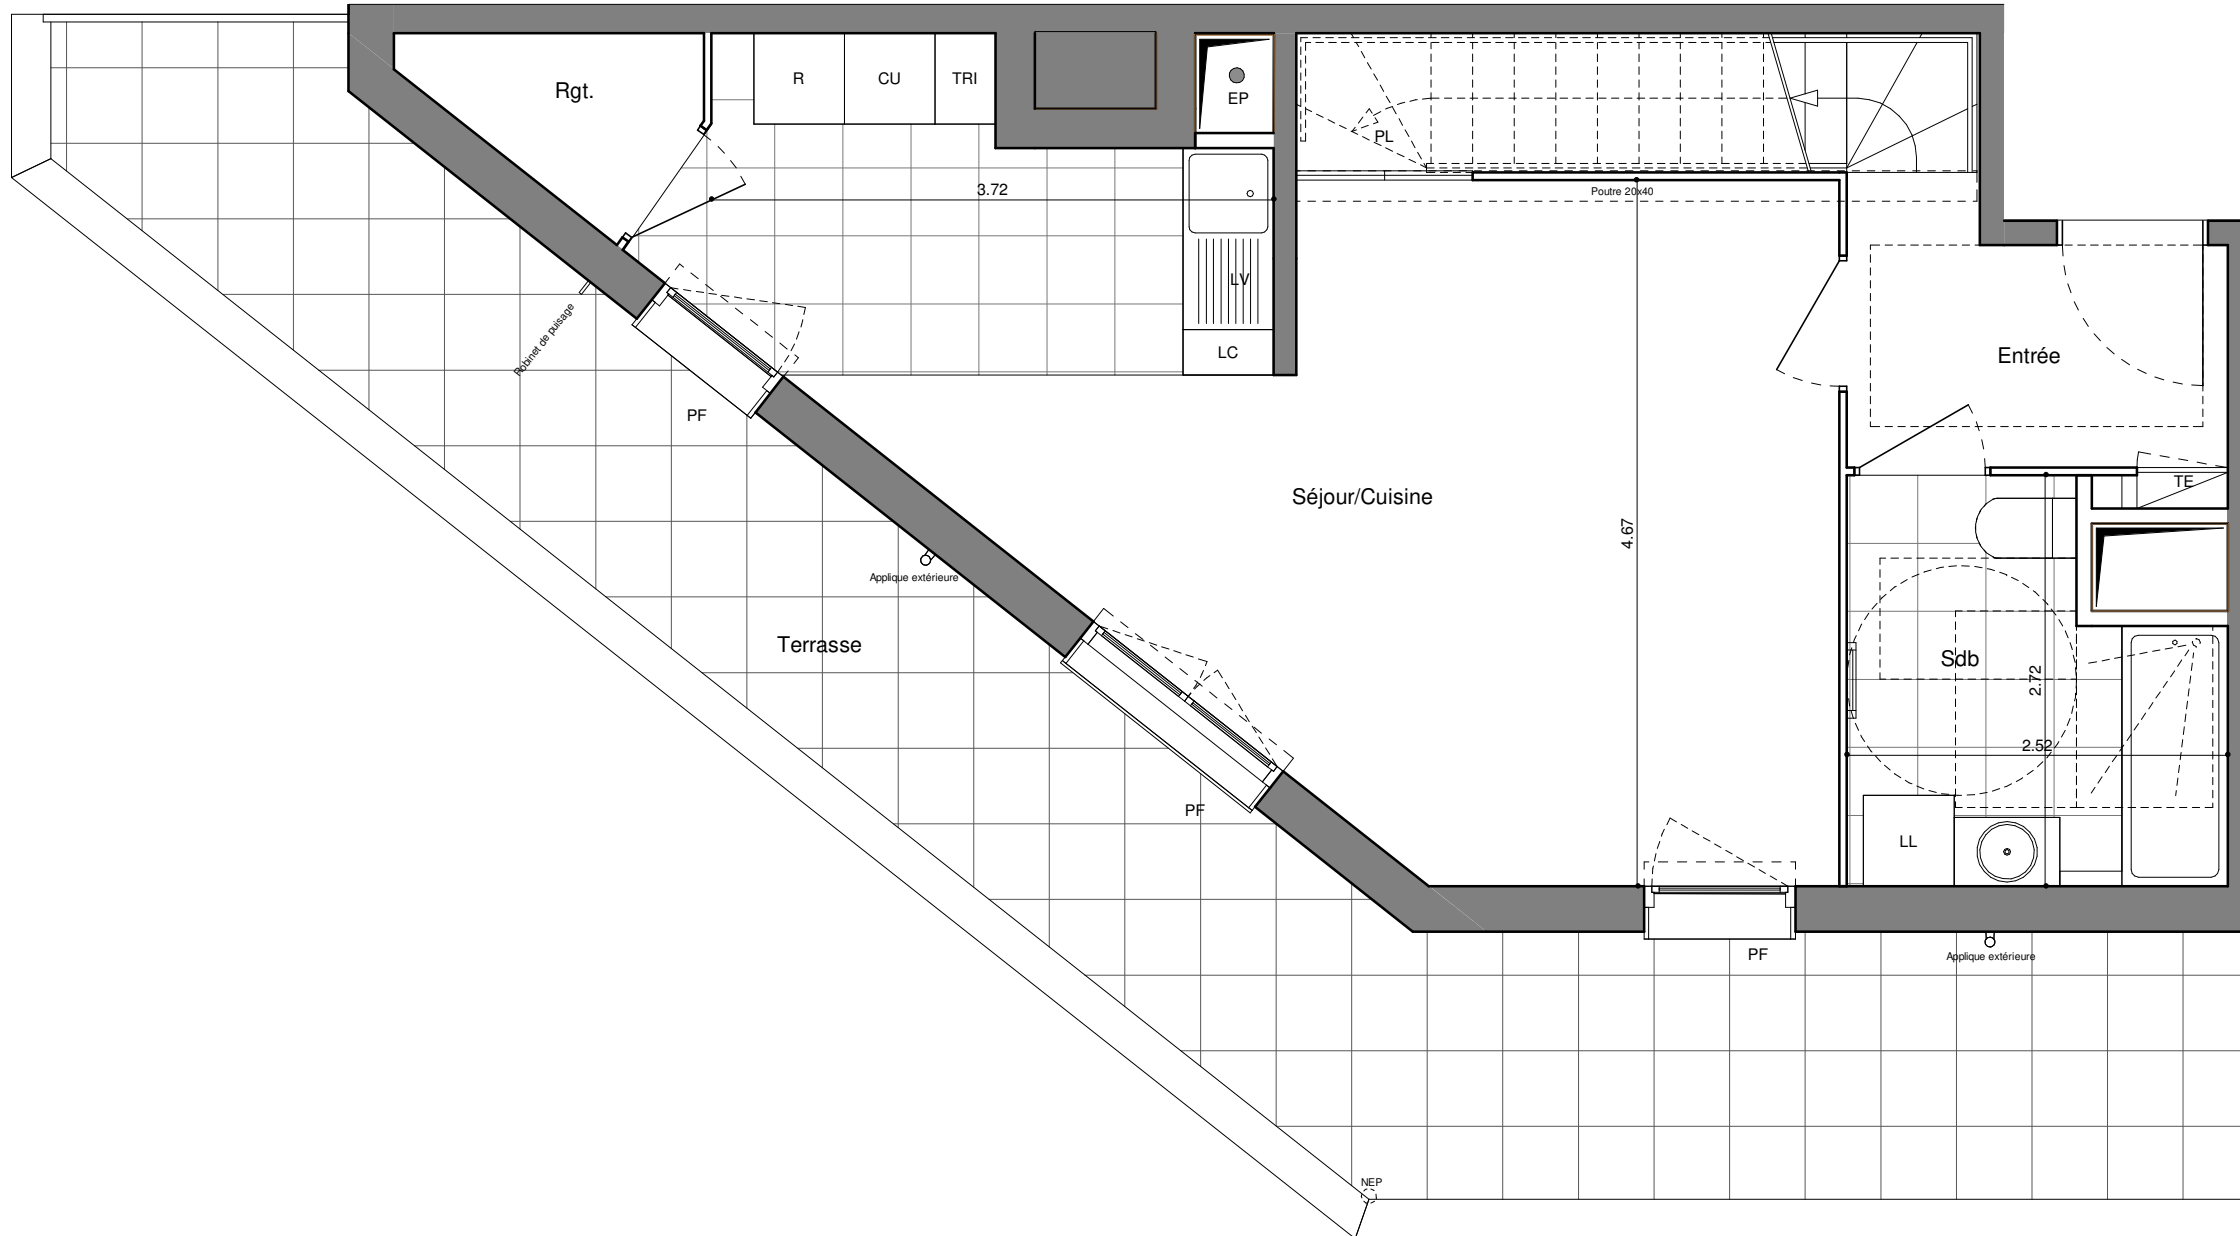 Rgt.
R
CU
TRI
EP
PL
3.72
Poutre 20x40
LV
Robinet de puisage
LC
Entrée
PF
TE
Séjour/Cuisine
4.67
Applique extérieure
Terrasse
Sdb
2.72
2.52
PF
LL
PF
Applique extérieure
NEP